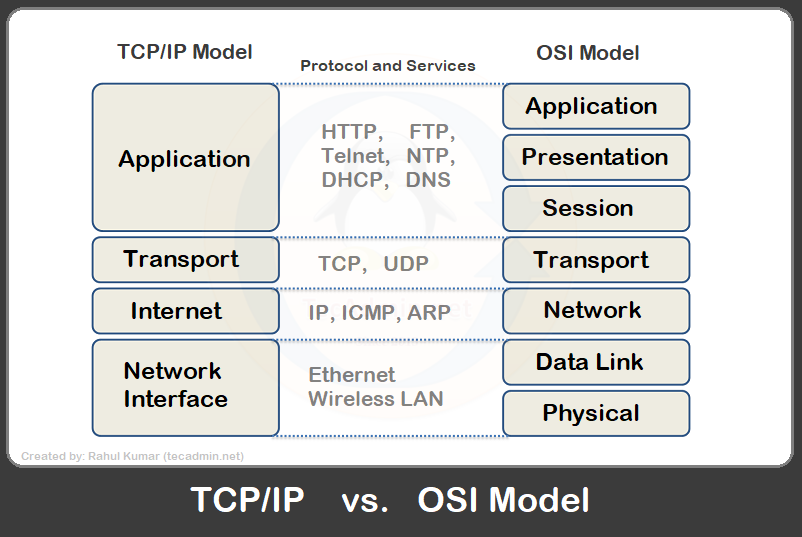 TCP/IP Model
Protocol and Services
OSI Model
Application
HTTP, FTP,
Telnet, NTP,
DHCP, DNS
Application
Presentation
Session
Transport
TCP, UDP
Transport
Internet
IP, ICMP, ARP
Network
Network
Interface
Ethernet
Wireless LAN
Data Link
Physical
Created by: Rahul Kumar (tecadmin.net)
TCP/IP vs. OSI Model